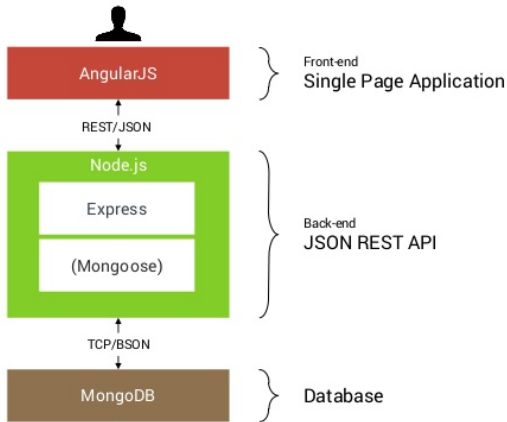 AngularJS
Front-end
Single Page Application
REST/JSON
Node.js
Express
(Mongoose)
Back-end
JSON REST API
TCP/BSON
MongoDB
Database